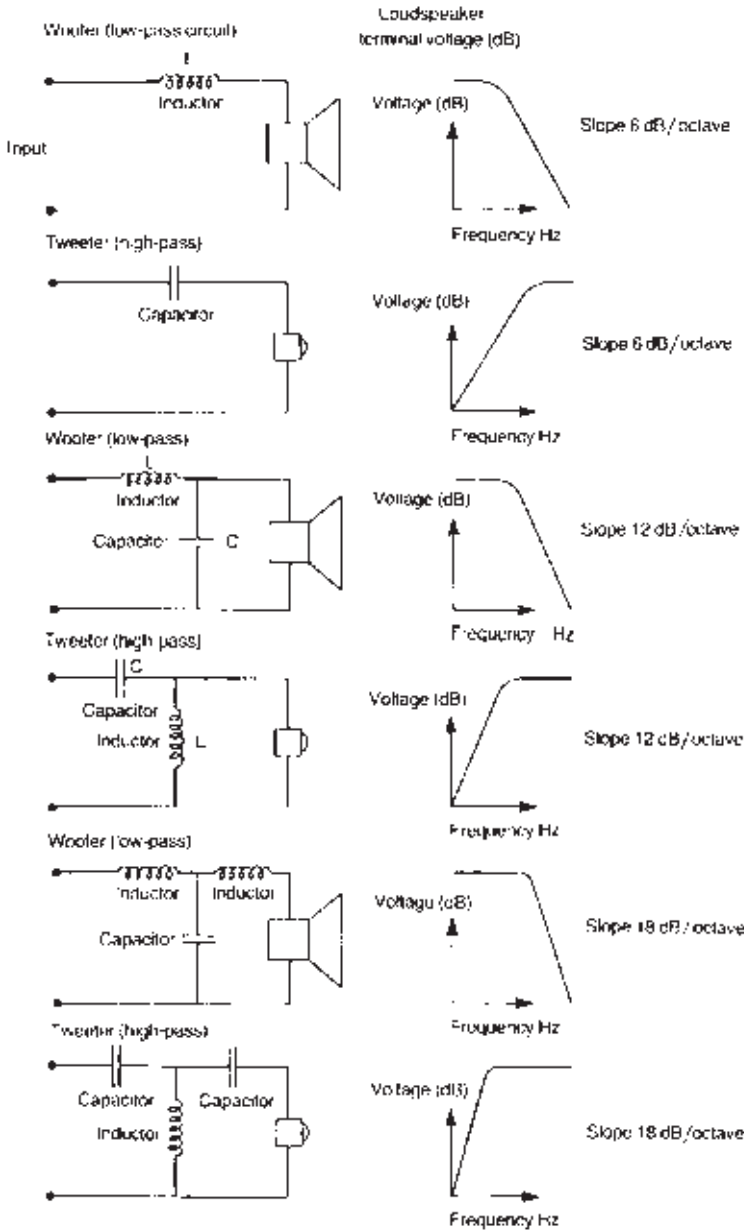 Woofer (low-pass circuit)
Loudspeaker
terminal voltage (dB)
Inductor
Input
Voltage (dB)
Frequency Hz
Slope 6 dB/octave
Tweeter (high-pass)
Capacitor
Voltage (dB)
Frequency Hz
Slope 6 dB/octave
Woofer (low-pass)
L
Inductor
Capacitor C
Voltage (dB)
Frequency Hz
Slope 12 dB/octave
Tweeter (high pass)
C
Capacitor
Inductor L
Voltage (dB)
Frequency Hz
Slope 12 dB/octave
Woofer (low-pass)
Inductor Inductor
Capacitor
Voltage (dB)
Frequency Hz
Slope 18 dB/octave
Tweeter (high-pass)
Capacitor Capacitor
Inductor
Voltage (dB)
Frequency Hz
Slope 18 dB/octave